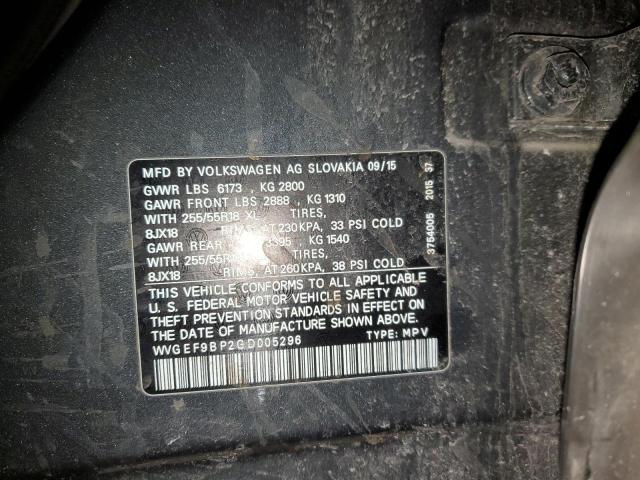 MFD BY VOLKSWAGEN AG SLOVAKIA 09/15
GVWR LBS 6173 , KG 2800
GAWR FRONT LBS 2888 , KG 1310
WITH 255/55R18 XL TIRES,
8JX18 RIMS, AT 230KPA, 33 PSI COLD
GAWR REAR 3395 , KG 1540
WITH 255/55R18 TIRES,
8JX18 RIMS, AT 260KPA, 38 PSI COLD
THIS VEHICLE CONFORMS TO ALL APPLICABLE
U. S. FEDERAL MOTOR VEHICLE SAFETY AND
THEFT PREVENTION STANDARDS IN EFFECT ON
THE DATE OF MANUFACTURE SHOWN ABOVE.
WVGEF9BP2GD005296 TYPE: MPV
3754005 2015 37